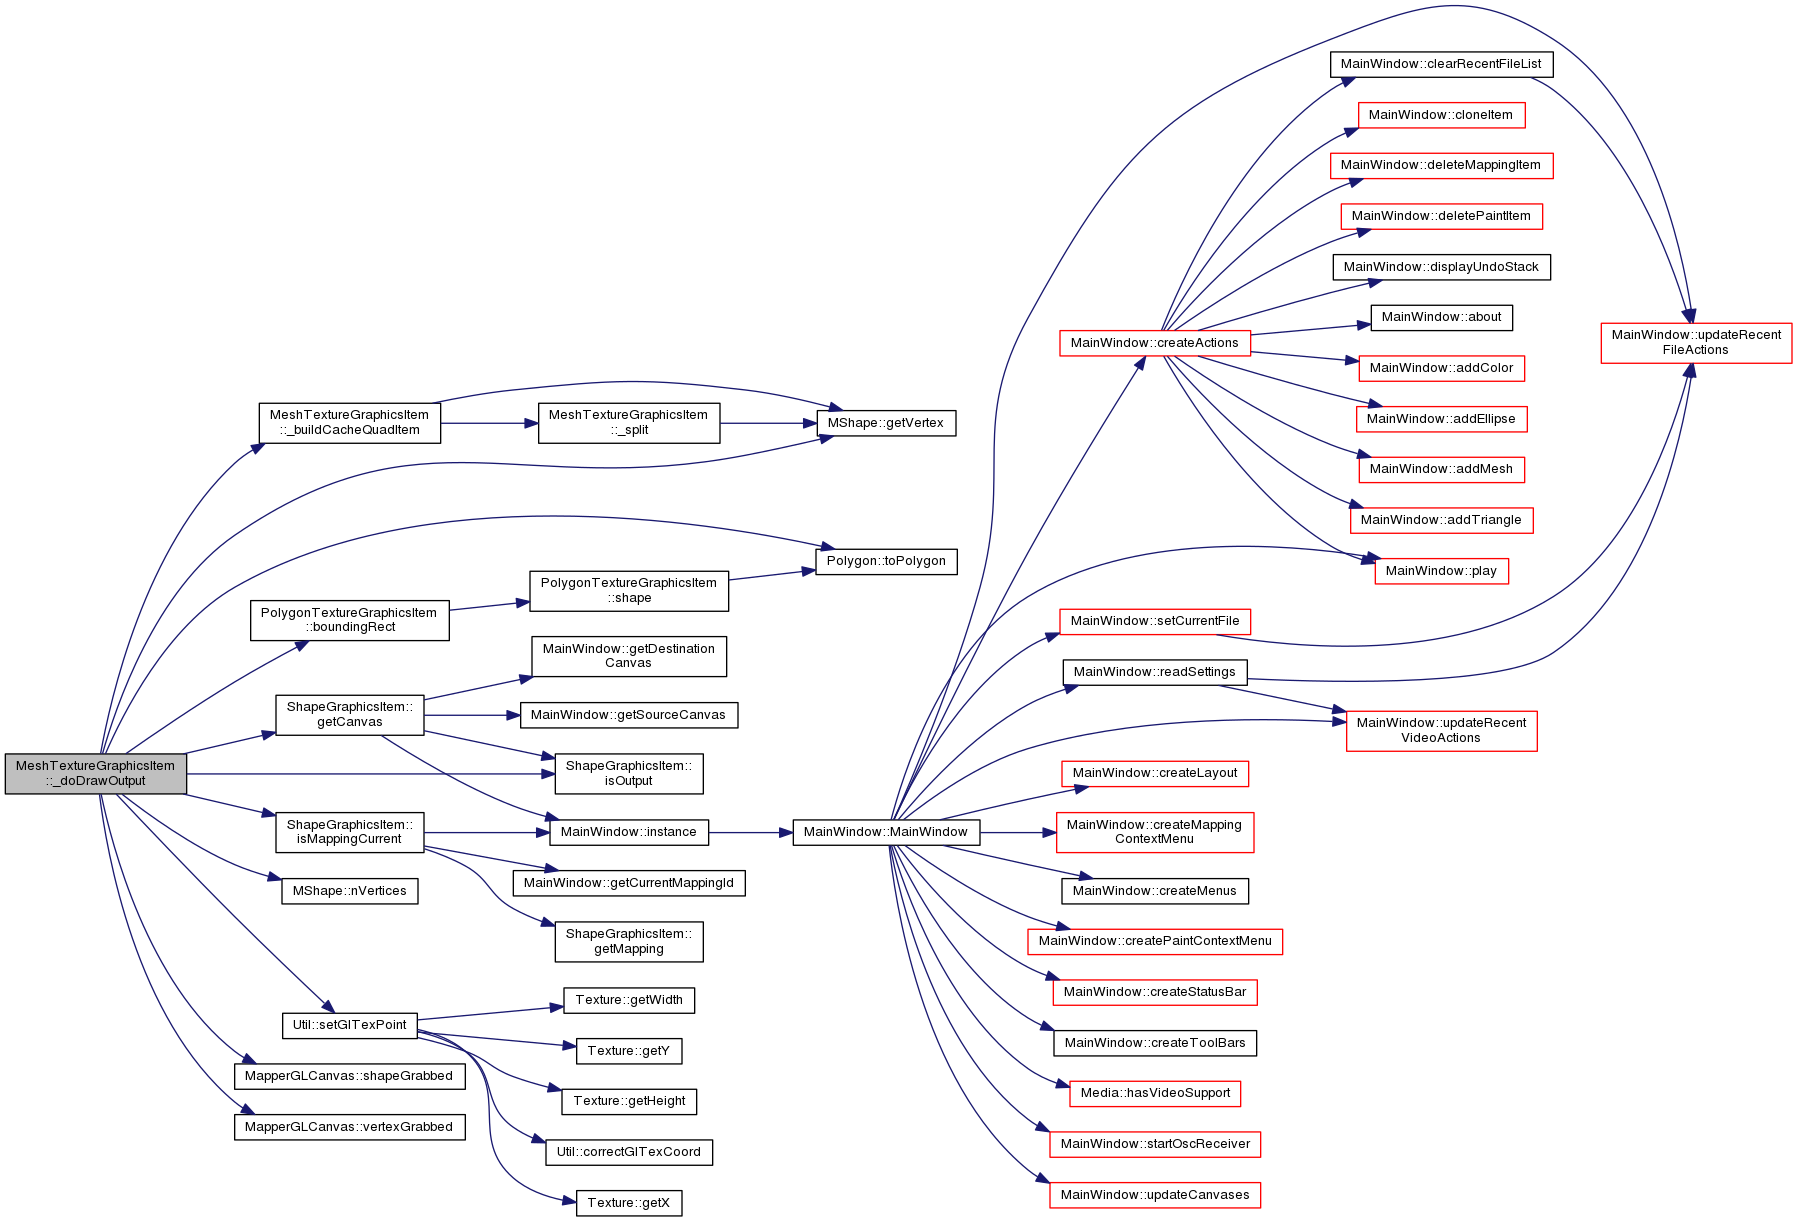 MeshTextureGraphicsItem
::_doDrawOutput
MeshTextureGraphicsItem
::_buildCacheQuadItem
MeshTextureGraphicsItem
::_split
MShape::getVertex
Polygon::toPolygon
PolygonTextureGraphicsItem
::boundingRect
PolygonTextureGraphicsItem
::shape
ShapeGraphicsItem::
getCanvas
MainWindow::getDestination
Canvas
MainWindow::getSourceCanvas
ShapeGraphicsItem::
isOutput
ShapeGraphicsItem::
isMappingCurrent
MainWindow::instance
MainWindow::getCurrentMappingId
ShapeGraphicsItem::
getMapping
MShape::nVertices
Util::setGlTexPoint
Texture::getWidth
Texture::getY
Texture::getHeight
Util::correctGlTexCoord
Texture::getX
MapperGLCanvas::shapeGrabbed
MapperGLCanvas::vertexGrabbed
MainWindow::MainWindow
MainWindow::createActions
MainWindow::clearRecentFileList
MainWindow::cloneItem
MainWindow::deleteMappingItem
MainWindow::deletePaintItem
MainWindow::displayUndoStack
MainWindow::about
MainWindow::addColor
MainWindow::addEllipse
MainWindow::addMesh
MainWindow::addTriangle
MainWindow::play
MainWindow::updateRecent
FileActions
MainWindow::setCurrentFile
MainWindow::readSettings
MainWindow::updateRecent
VideoActions
MainWindow::createLayout
MainWindow::createMapping
ContextMenu
MainWindow::createMenus
MainWindow::createPaintContextMenu
MainWindow::createStatusBar
MainWindow::createToolBars
Media::hasVideoSupport
MainWindow::startOscReceiver
MainWindow::updateCanvases